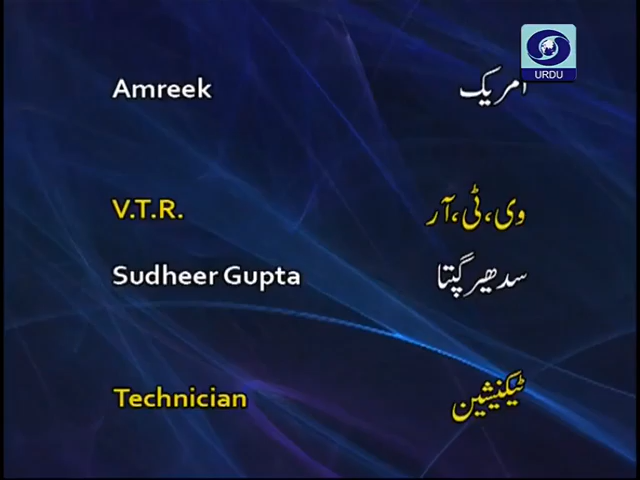 URDU
Amreek امریک
V.T.R. وی،ٹی،آر
Sudheer Gupta سدھیر گپتا
Technician ٹیکنیشین